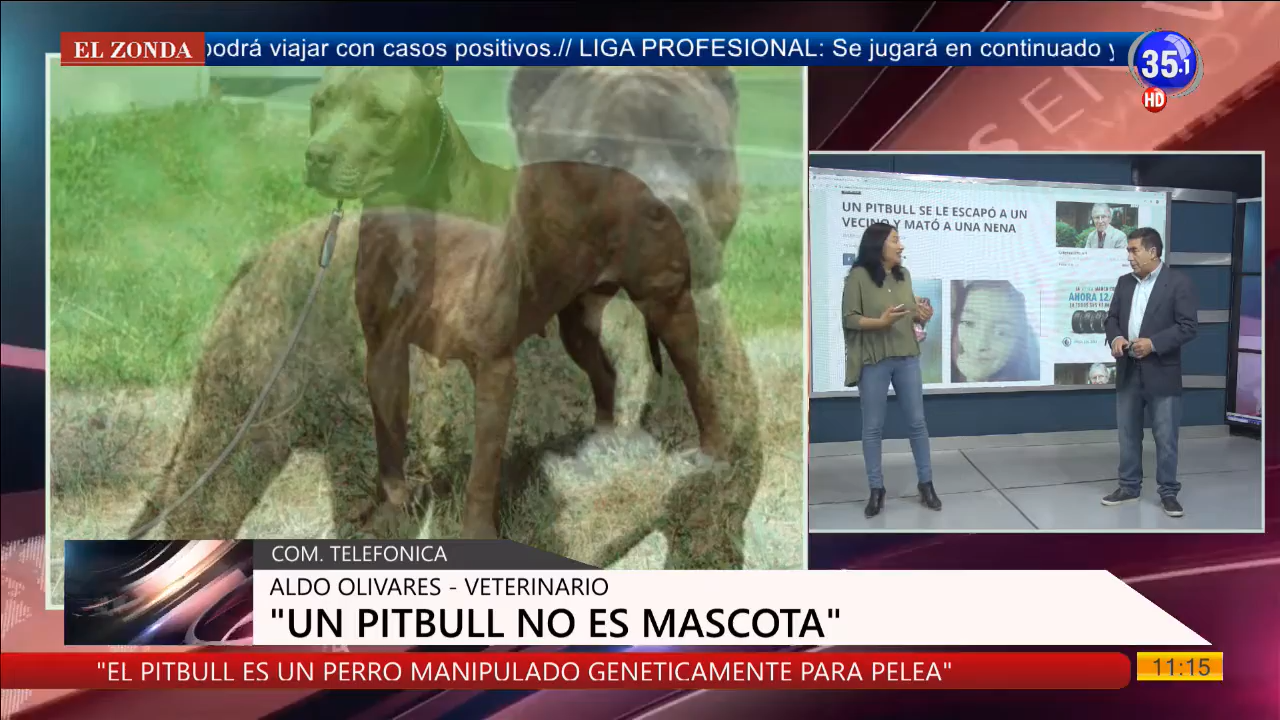 EL ZONDA
podrá viajar con casos positivos.// LIGA PROFESIONAL: Se jugará en continuado y
35.1
HD
UN PITBULL SE LE ESCAPÓ A UN
VECINO Y MATÓ A UNA NENA
AHORA 12
COM. TELEFONICA
ALDO OLIVARES - VETERINARIO
"UN PITBULL NO ES MASCOTA"
"EL PITBULL ES UN PERRO MANIPULADO GENETICAMENTE PARA PELEA"
11:15